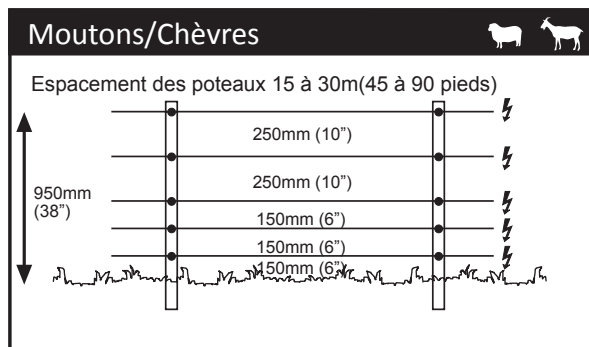 Moutons/Chèvres
Espacement des poteaux 15 à 30m(45 à 90 pieds)
250mm (10”)
250mm (10”)
950mm
(38”)
150mm (6”)
150mm (6”)
150mm (6”)